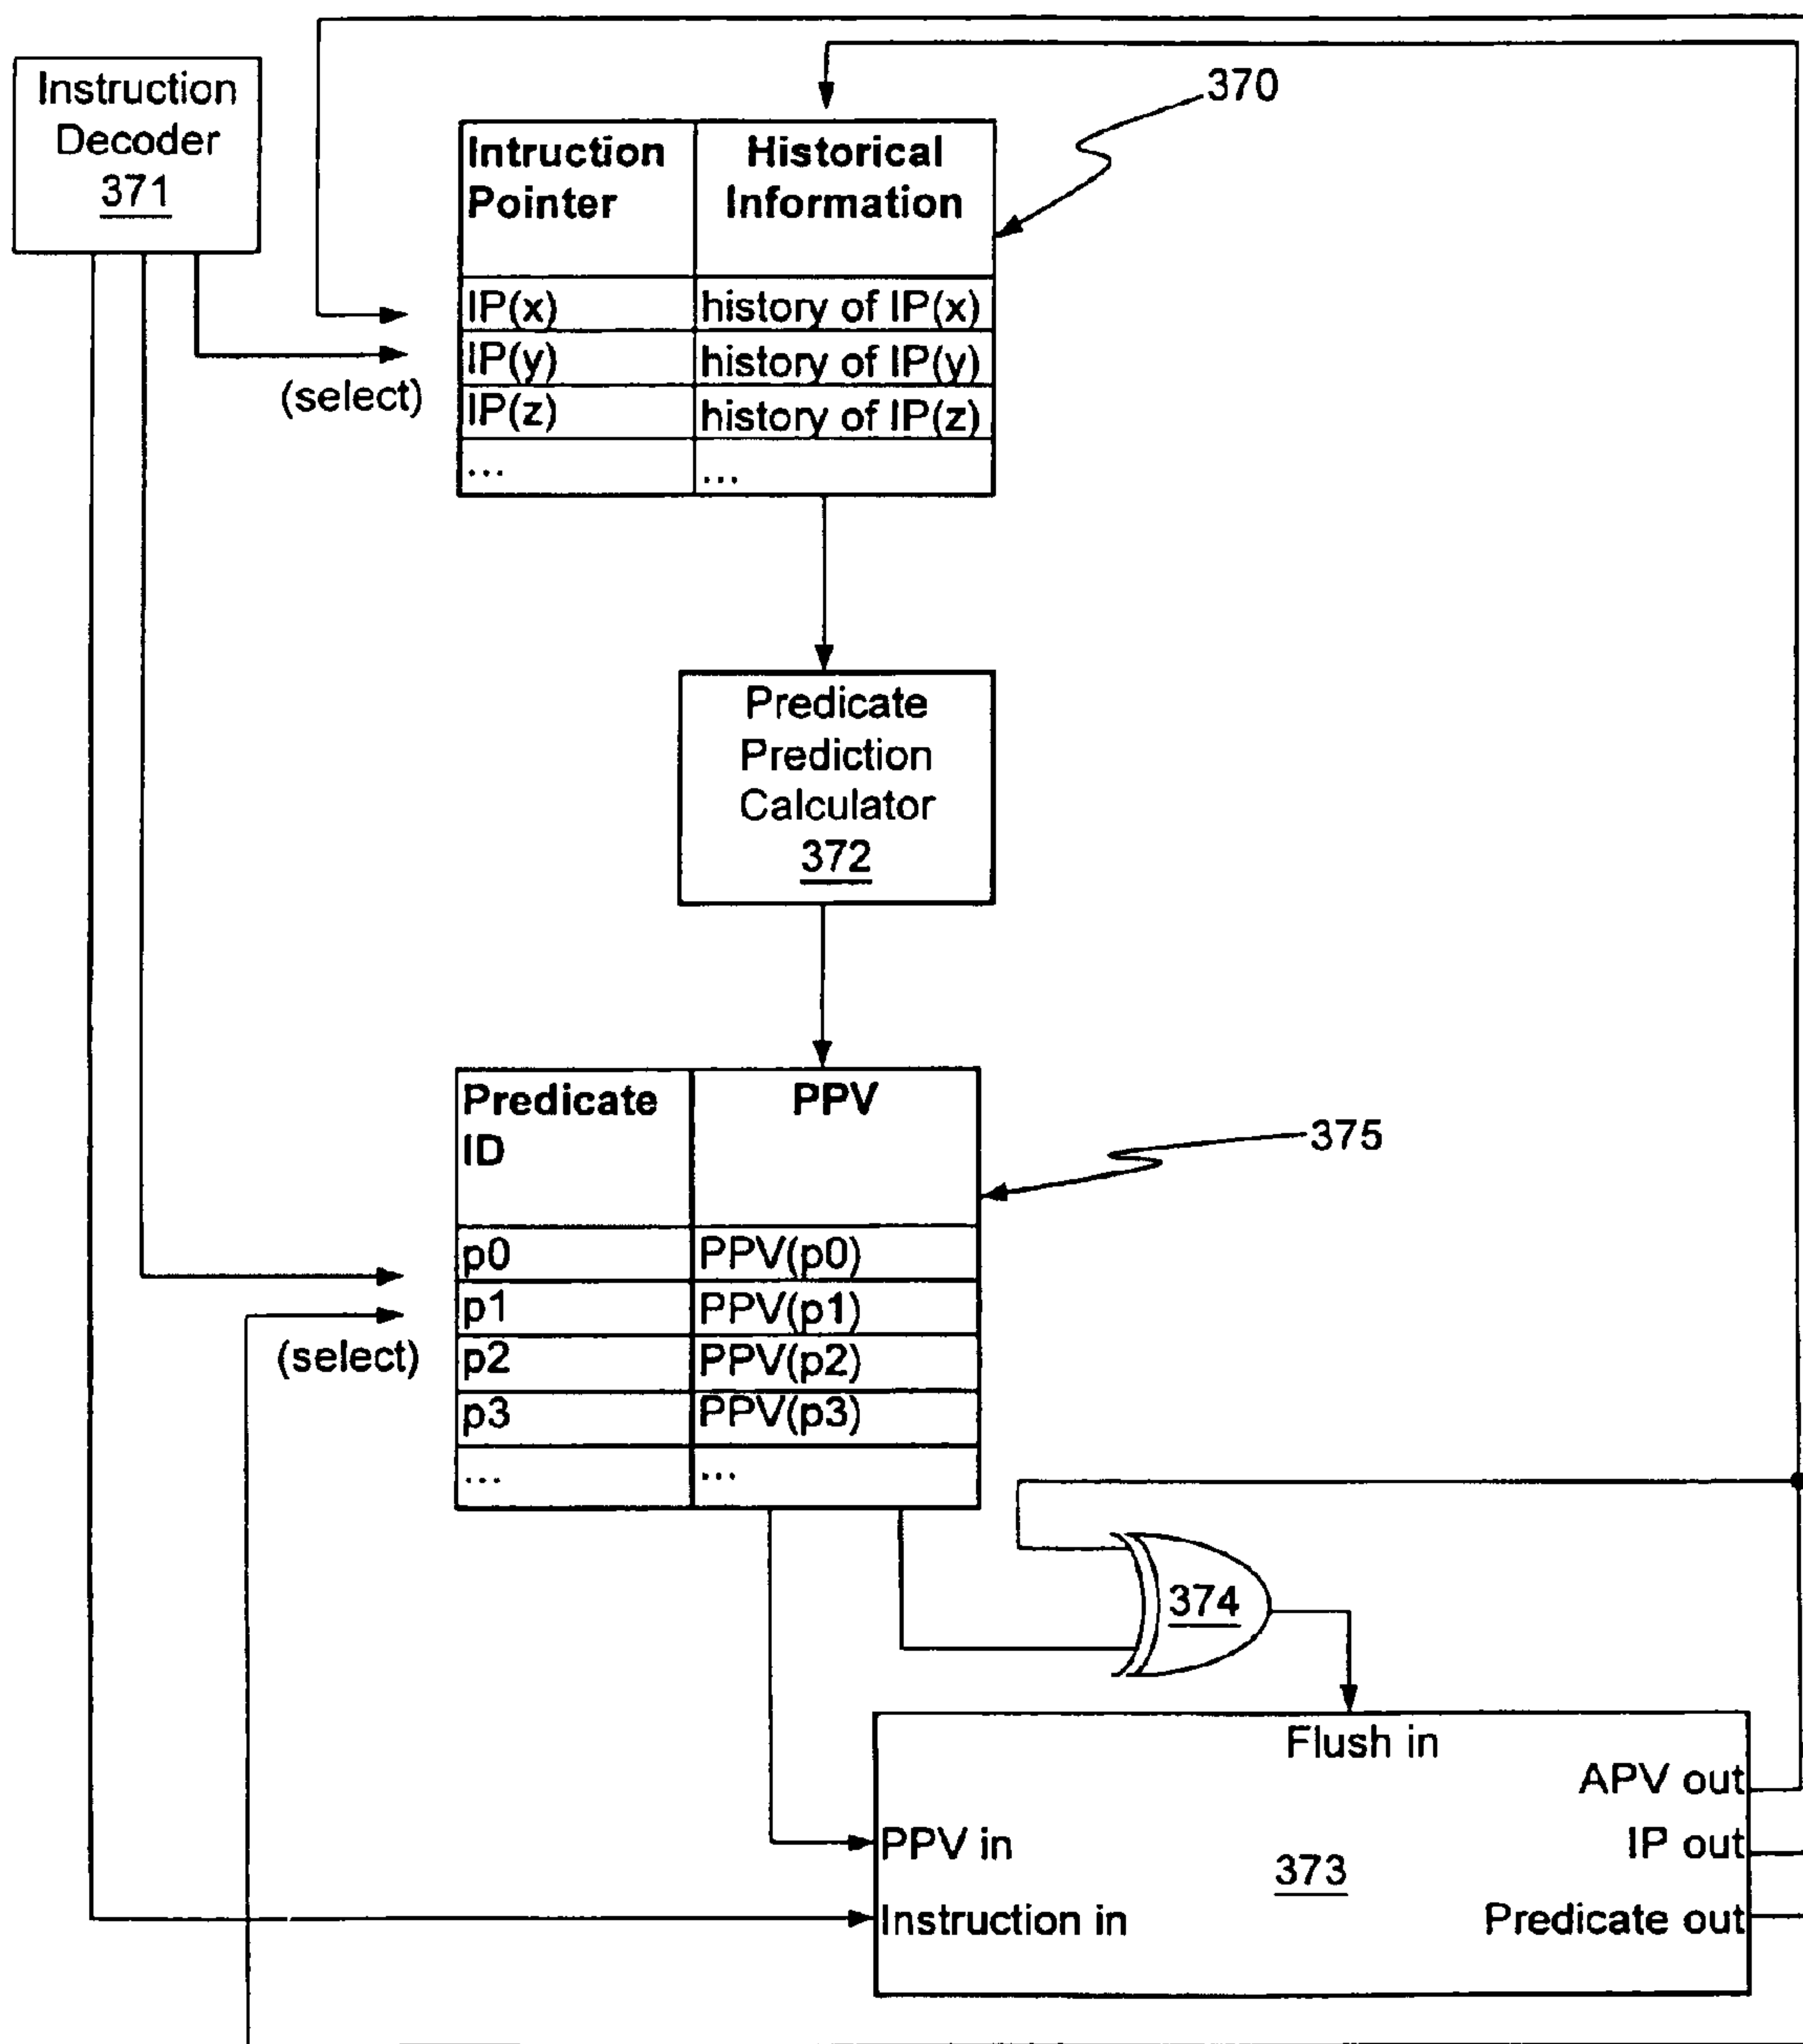 Instruction
Decoder
371
370
Intruction
Pointer
Historical
Information
IP(x)
history of IP(x)
IP(y)
history of IP(y)
(select)
IP(z)
history of IP(z)
...
...
Predicate
Prediction
Calculator
372
Predicate
ID
PPV
375
p0
PPV(p0)
p1
PPV(p1)
(select)
p2
PPV(p2)
p3
PPV(p3)
...
...
374
Flush in
APV out
PPV in
IP out
373
Instruction in
Predicate out